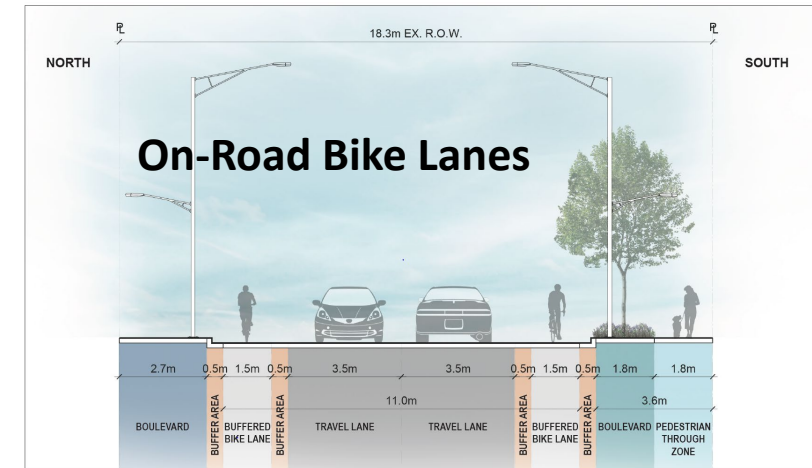 ℄ ℄
18.3m EX. R.O.W.
NORTH SOUTH
On-Road Bike Lanes
2.7m 0.5m 1.5m 0.5m 3.5m 3.5m 0.5m 1.5m 0.5m 1.8m 1.8m
11.0m 3.6m
BOULEVARD
BUFFER AREA
BUFFERED
BIKE LANE
BUFFER AREA
TRAVEL LANE
TRAVEL LANE
BUFFER AREA
BUFFERED
BIKE LANE
BUFFER AREA
BOULEVARD
PEDESTRIAN
THROUGH
ZONE